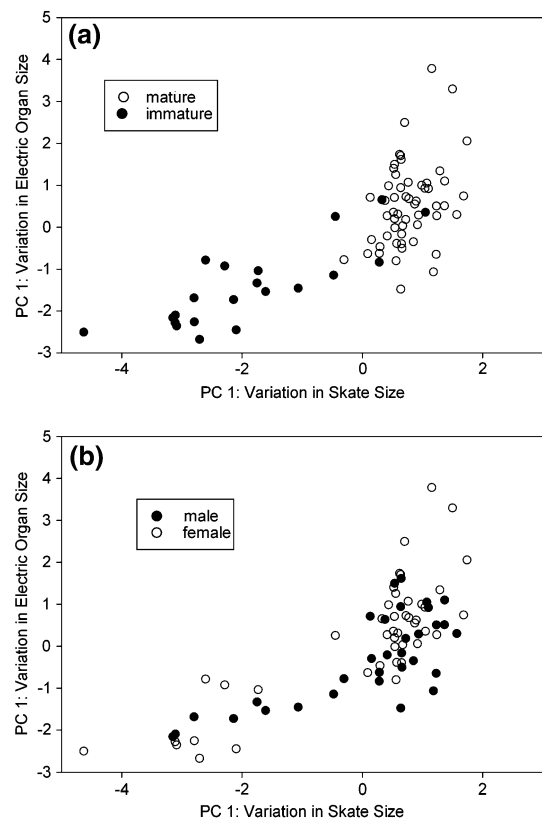 (a)
5
4
3
2
1
0
-1
-2
-3
PC 1: Variation in Electric Organ Size
mature
immature
-4
-2
0
2
PC 1: Variation in Skate Size
(b)
5
4
3
2
1
0
-1
-2
-3
PC 1: Variation in Electric Organ Size
male
female
-4
-2
0
2
PC 1: Variation in Skate Size